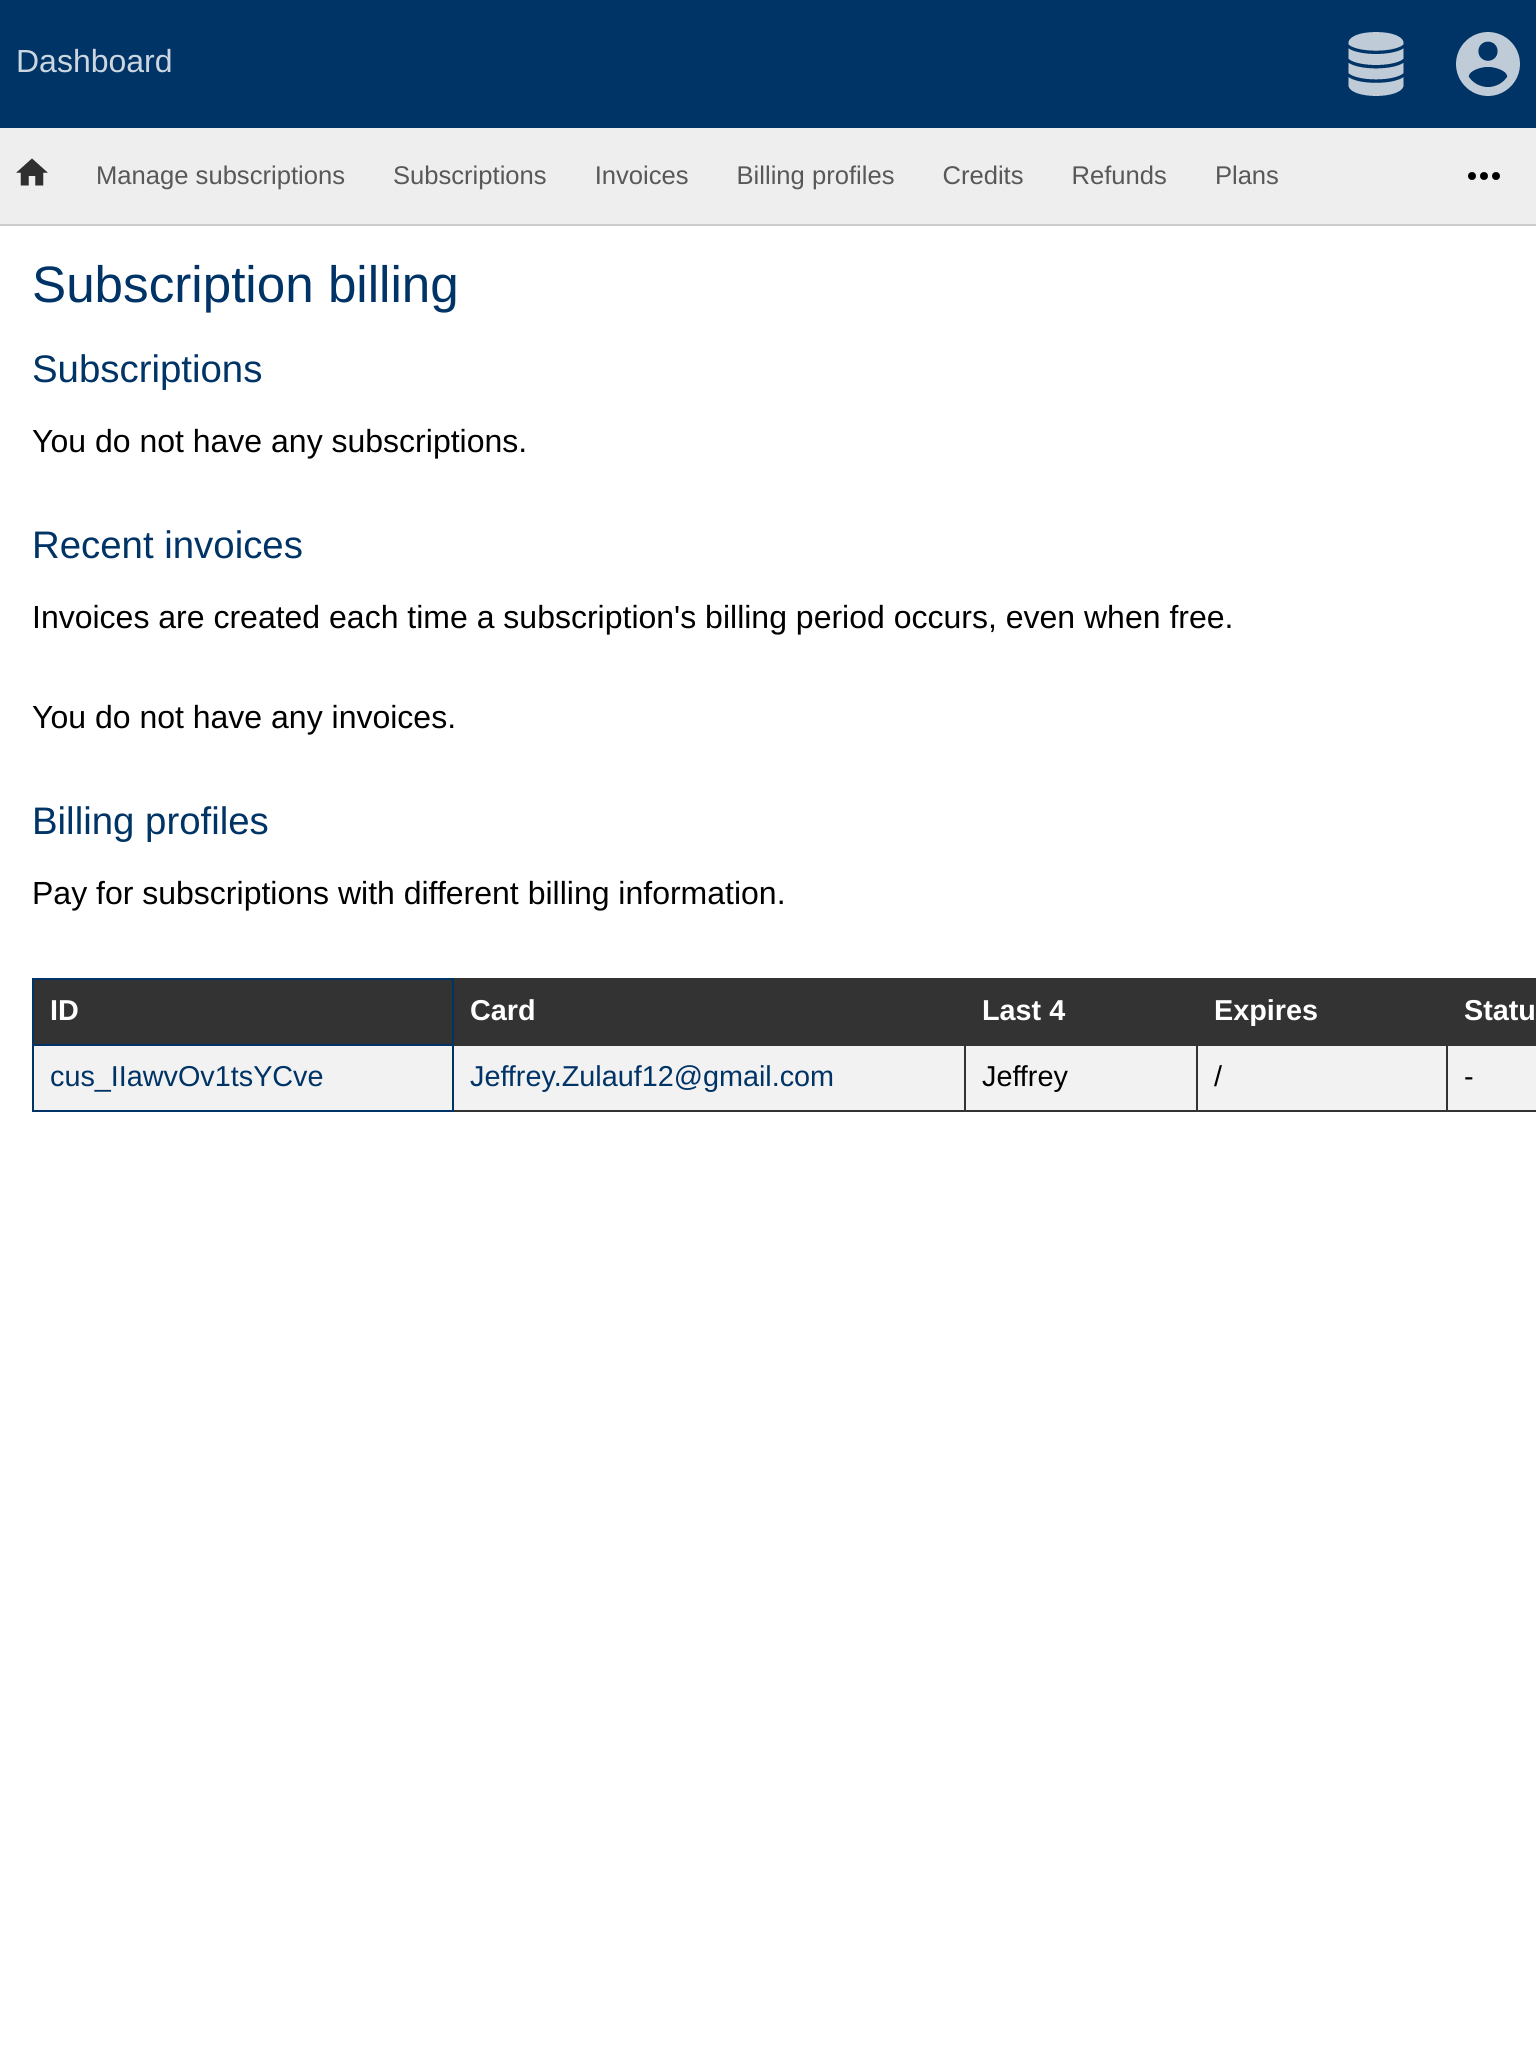 Dashboard
Manage subscriptions Subscriptions Invoices Billing profiles Credits Refunds Plans
Subscription billing
Subscriptions
You do not have any subscriptions.
Recent invoices
Invoices are created each time a subscription's billing period occurs, even when free.
You do not have any invoices.
Billing profiles
Pay for subscriptions with different billing information.
ID Card Last 4 Expires Statu
cus_IIawvOv1tsYCve Jeffrey.Zulauf12@gmail.com Jeffrey / -